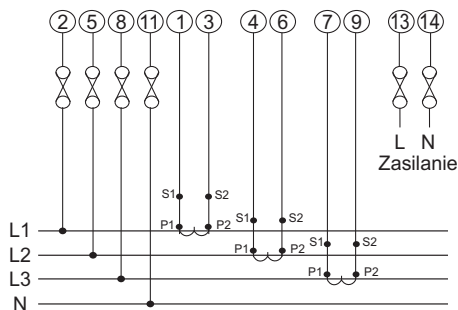 2 5 8 11 1 3 4 6 7 9 13 14
L N
Zasilanie
S1 S2
S1 S2
L1 P1 P2
S1 S2
L2 P1 P2
L3 P1 P2
N